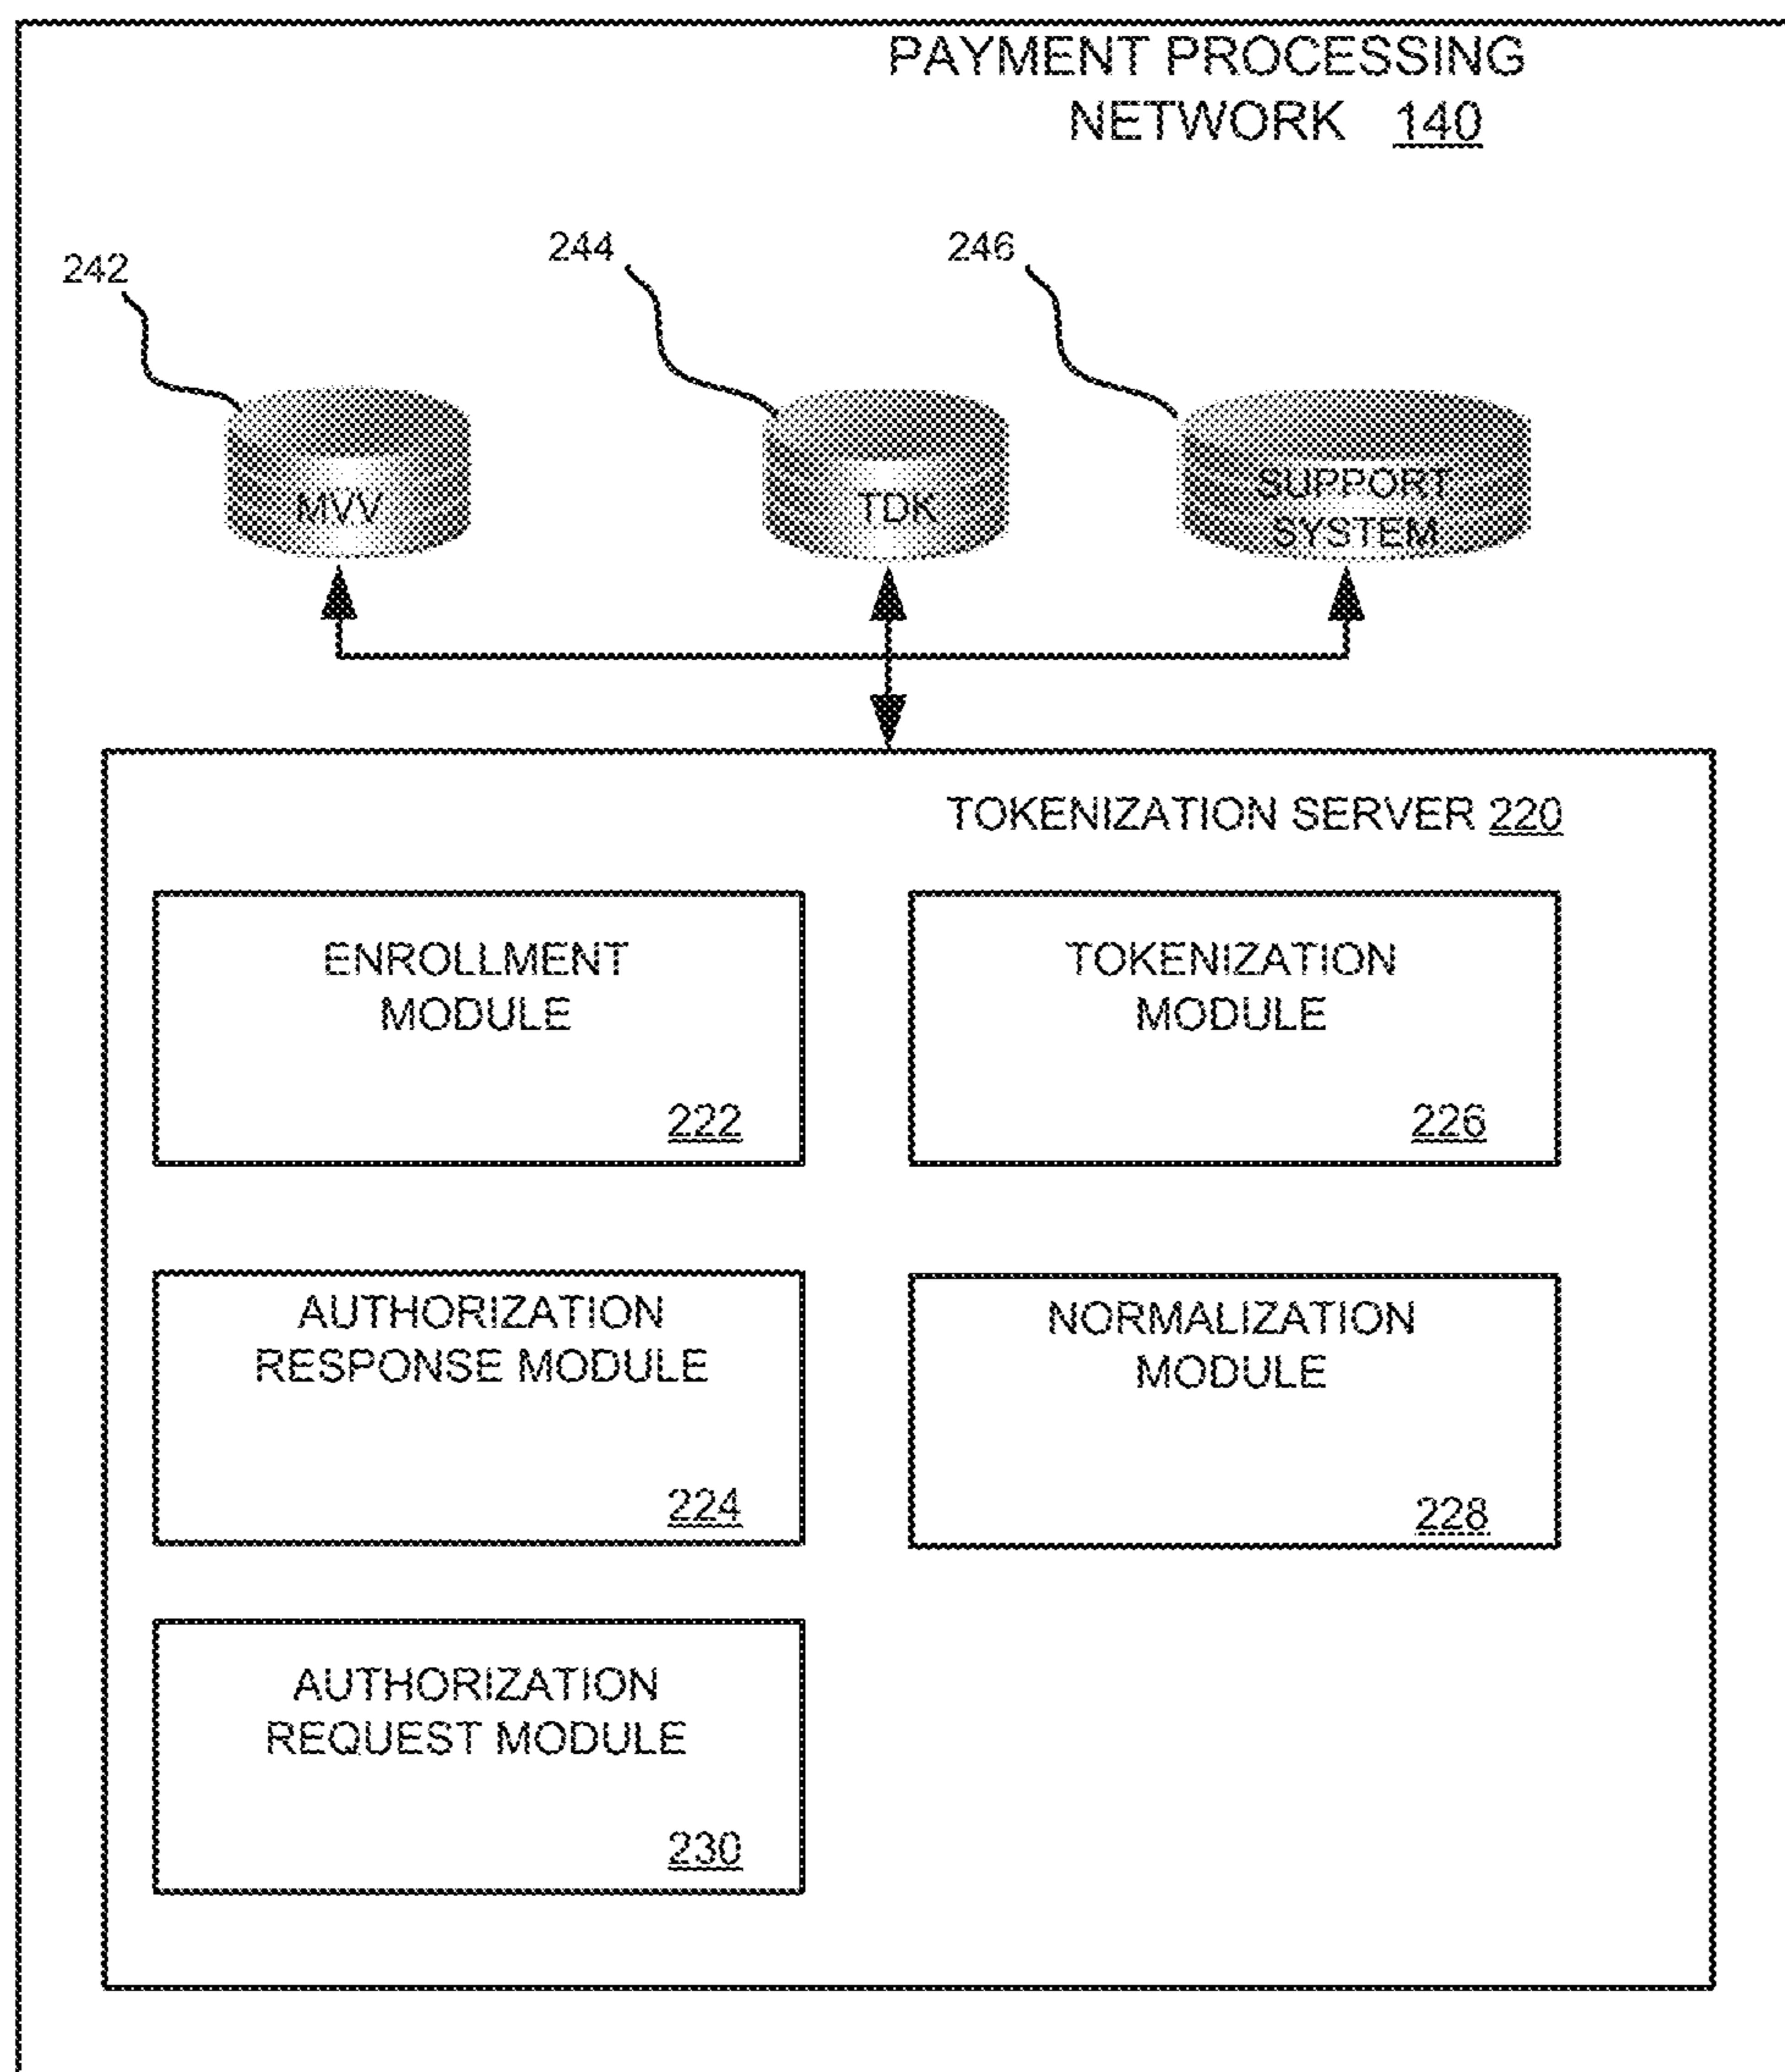 PAYMENT PROCESSING
NETWORK 140
242
244
246
MVV
TDK
SUPPORT
SYSTEM
TOKENIZATION SERVER 220
ENROLLMENT
MODULE
222
TOKENIZATION
MODULE
226
AUTHORIZATION
RESPONSE MODULE
224
NORMALIZATION
MODULE
228
AUTHORIZATION
REQUEST MODULE
230